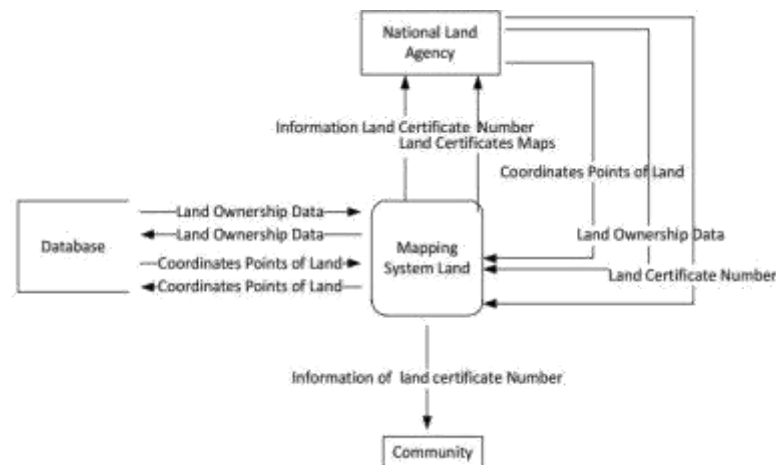 National Land
Agency
Information Land Certificate Number
Land Certificates Maps
Coordinates Points of Land
Land Ownership Data
Land Ownership Data
Database
Mapping
System Land
Land Ownership Data
Coordinates Points of Land
Land Certificate Number
Coordinates Points of Land
Information of land certificate Number
Community